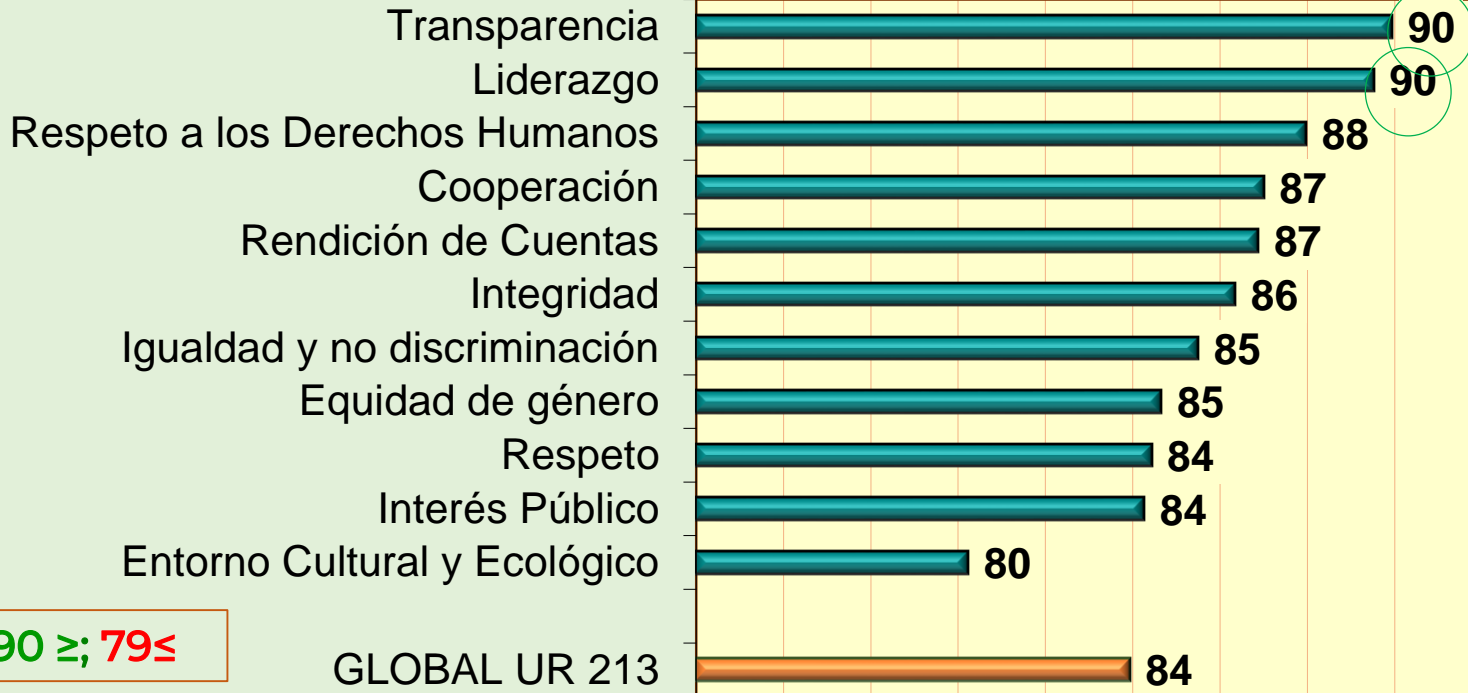 Transparencia 90
Liderazgo 90
Respeto a los Derechos Humanos 88
Cooperación 87
Rendición de Cuentas 87
Integridad 86
Igualdad y no discriminación 85
Equidad de género 85
Respeto 84
Interés Público 84
Entorno Cultural y Ecológico 80
90 ≥; 79≤
GLOBAL UR 213 84